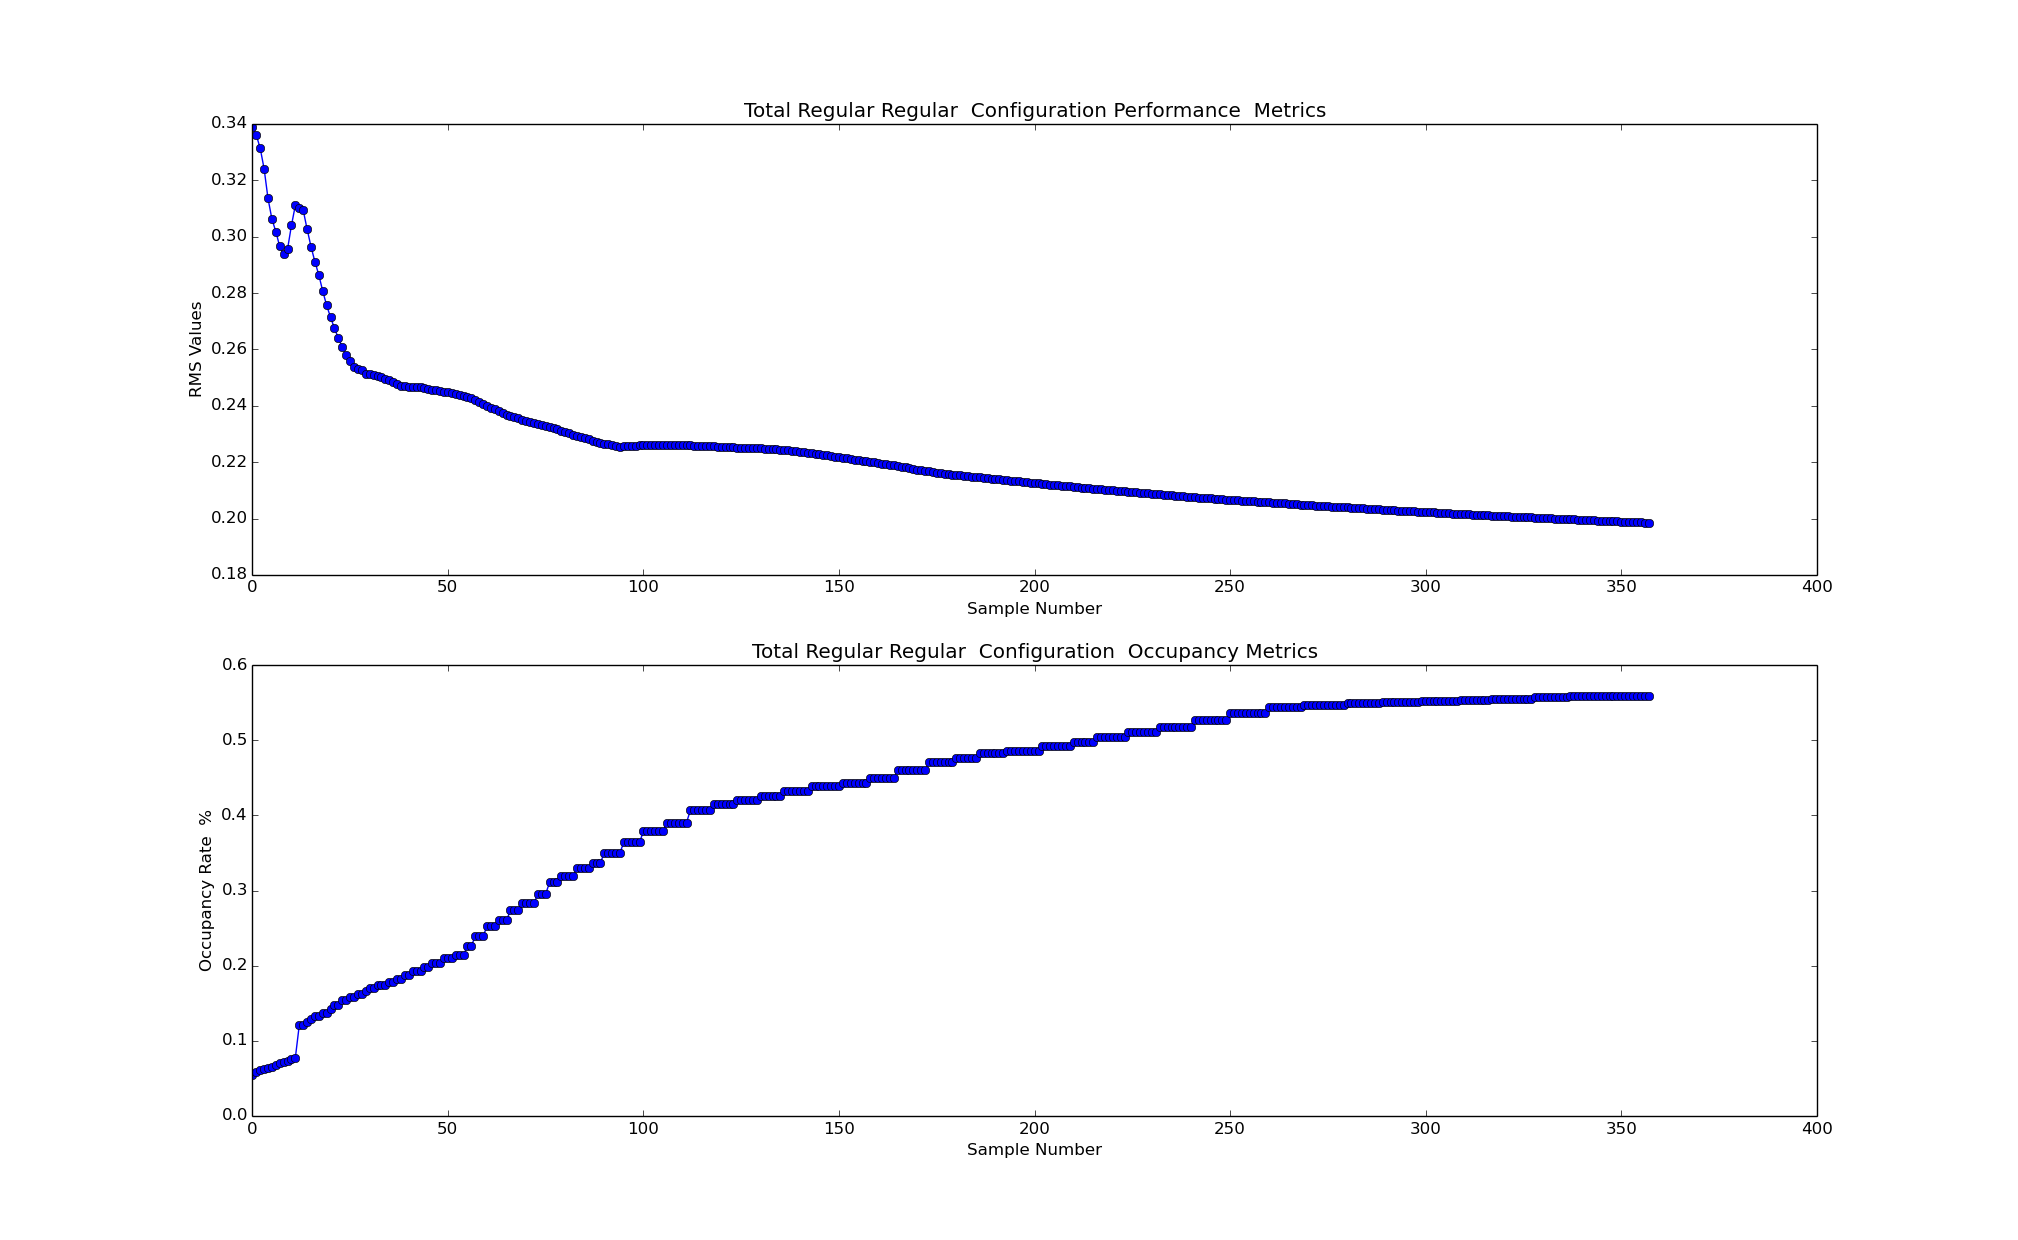 Total Regular Regular  Configuration Performance  Metrics
0.34
0.32
0.30
0.28
0.26
0.24
0.22
0.20
0.18
RMS Values
0 50 100 150 200 250 300 350 400
Sample Number
Total Regular Regular  Configuration  Occupancy Metrics
0.6
0.5
0.4
0.3
0.2
0.1
0.0
Occupancy Rate  %
0 50 100 150 200 250 300 350 400
Sample Number